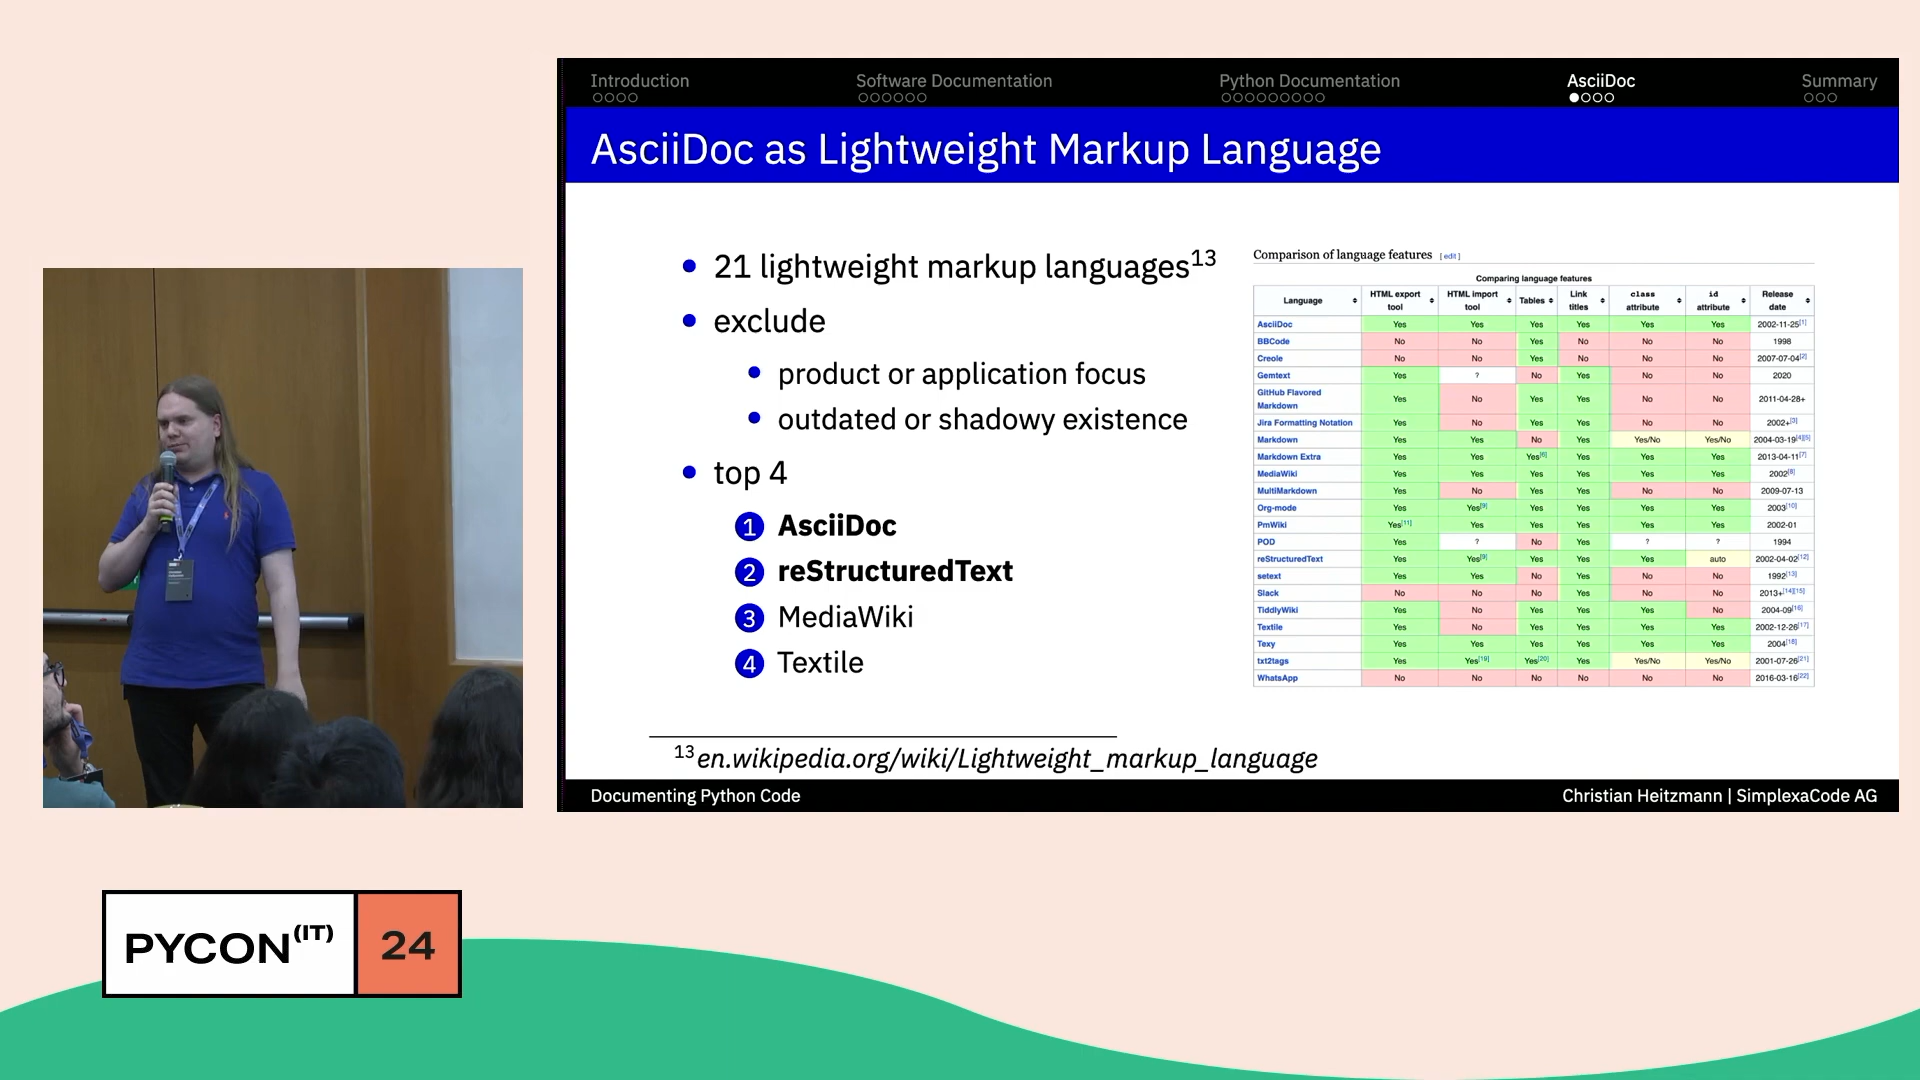 Introduction
Software Documentation
Python Documentation
AsciiDoc
Summary
AsciiDoc as Lightweight Markup Language
• 21 lightweight markup languages13
• exclude
• product or application focus
• outdated or shadowy existence
• top 4
1 AsciiDoc
2 reStructuredText
3 MediaWiki
4 Textile
Comparison of language features [edit]
Comparing language features
Language HTML export tool HTML import tool Tables Link titles class attribute id attribute Release date
AsciiDoc Yes Yes Yes Yes Yes Yes 2002-11-25[1]
BBCode No No Yes No No No 1998
Creole No No Yes No No No 2007-07-04[2]
Gemtext Yes ? No Yes No No 2020
GitHub Flavored Markdown Yes No Yes Yes No No 2011-04-28+
Jira Formatting Notation Yes No Yes Yes No No 2002+[3]
Markdown Yes Yes No Yes Yes/No Yes/No 2004-03-19[4][5]
Markdown Extra Yes Yes Yes[6] Yes Yes Yes 2013-04-11[7]
MediaWiki Yes Yes Yes Yes Yes Yes 2002[8]
MultiMarkdown Yes No Yes Yes No No 2009-07-13
Org-mode Yes Yes[9] Yes Yes Yes Yes 2003[10]
PmWiki Yes[11] Yes Yes Yes Yes Yes 2002-01
POD Yes ? No Yes ? ? 1994
reStructuredText Yes Yes[9] Yes Yes Yes auto 2002-04-02[12]
setext Yes Yes No Yes No No 1992[13]
Slack No No No Yes No No 2013+[14][15]
TiddlyWiki Yes No Yes Yes Yes No 2004-09[16]
Textile Yes No Yes Yes Yes Yes 2002-12-26[17]
Texy Yes Yes Yes Yes Yes Yes 2004[18]
txt2tags Yes Yes[19] Yes[20] Yes Yes/No Yes/No 2001-07-26[21]
WhatsApp No No No No No No 2016-03-16[22]
13 en.wikipedia.org/wiki/Lightweight_markup_language
Documenting Python Code
Christian Heitzmann | SimplexaCode AG
PYCON(IT) 24